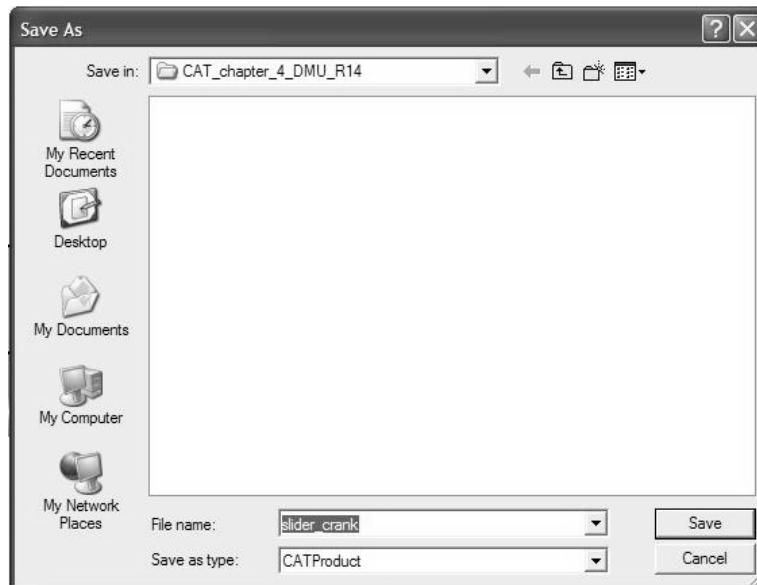 Save As
Save in: CAT_chapter_4_DMU_R14
My Recent
Documents
Desktop
My Documents
My Computer
My Network
Places
File name: slider_crank Save
Save as type: CATProduct Cancel